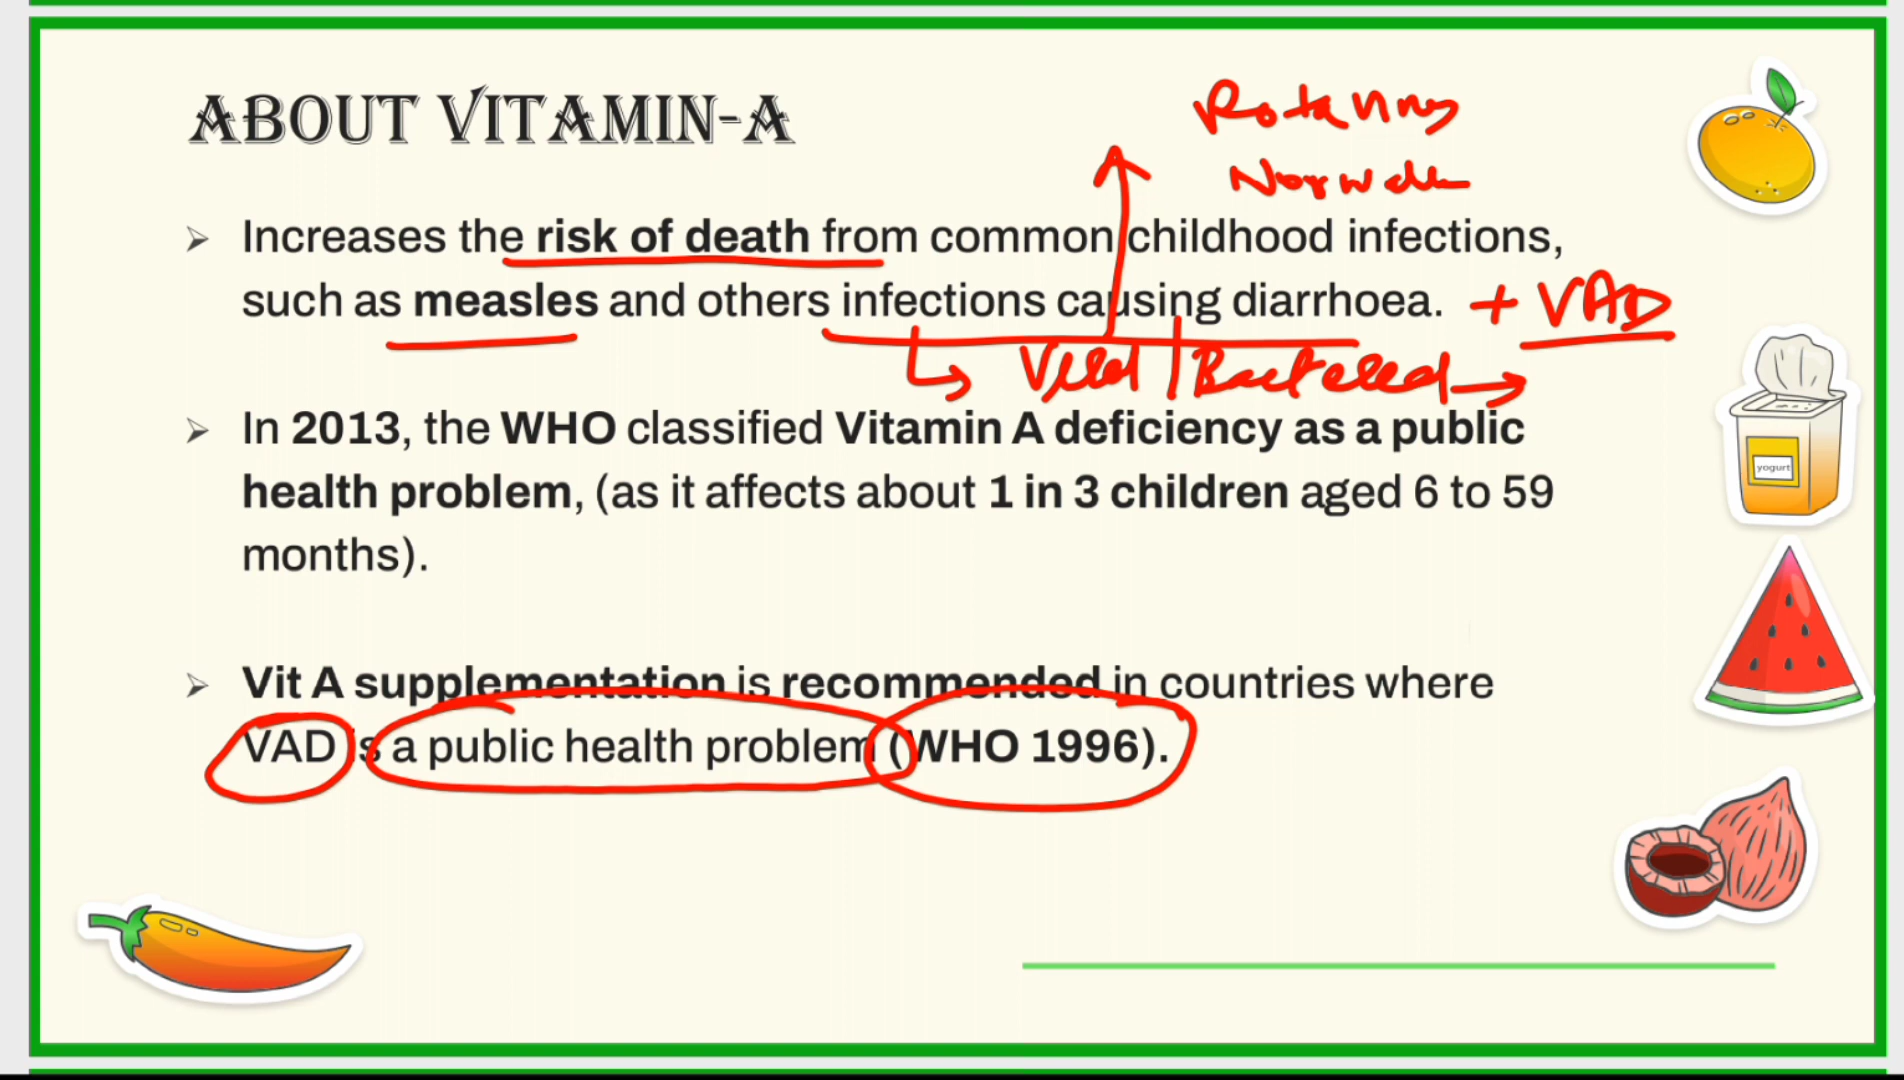 ABOUT VITAMIN-A
Rotavirus
Norwalk
➢ Increases the risk of death from common childhood infections,
such as measles and others infections causing diarrhoea. + VAD
Viral | Bacterial
➢ In 2013, the WHO classified Vitamin A deficiency as a public
health problem, (as it affects about 1 in 3 children aged 6 to 59
months).
➢ Vit A supplementation is recommended in countries where
VAD is a public health problem (WHO 1996).
yogurt